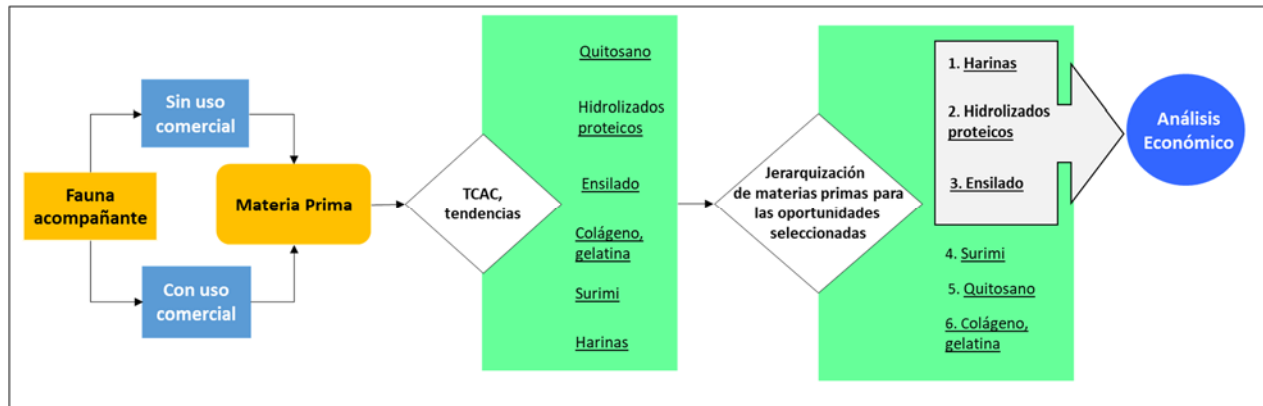 Fauna
acompañante
Sin uso
comercial
Con uso
comercial
Materia Prima
TCAC,
tendencias
Quitosano
Hidrolizados
proteicos
Ensilado
Colágeno,
gelatina
Surimi
Harinas
Jerarquización
de materias primas para
las oportunidades
seleccionadas
1. Harinas
2. Hidrolizados
proteicos
3. Ensilado
4. Surimi
5. Quitosano
6. Colágeno,
gelatina
Análisis
Económico